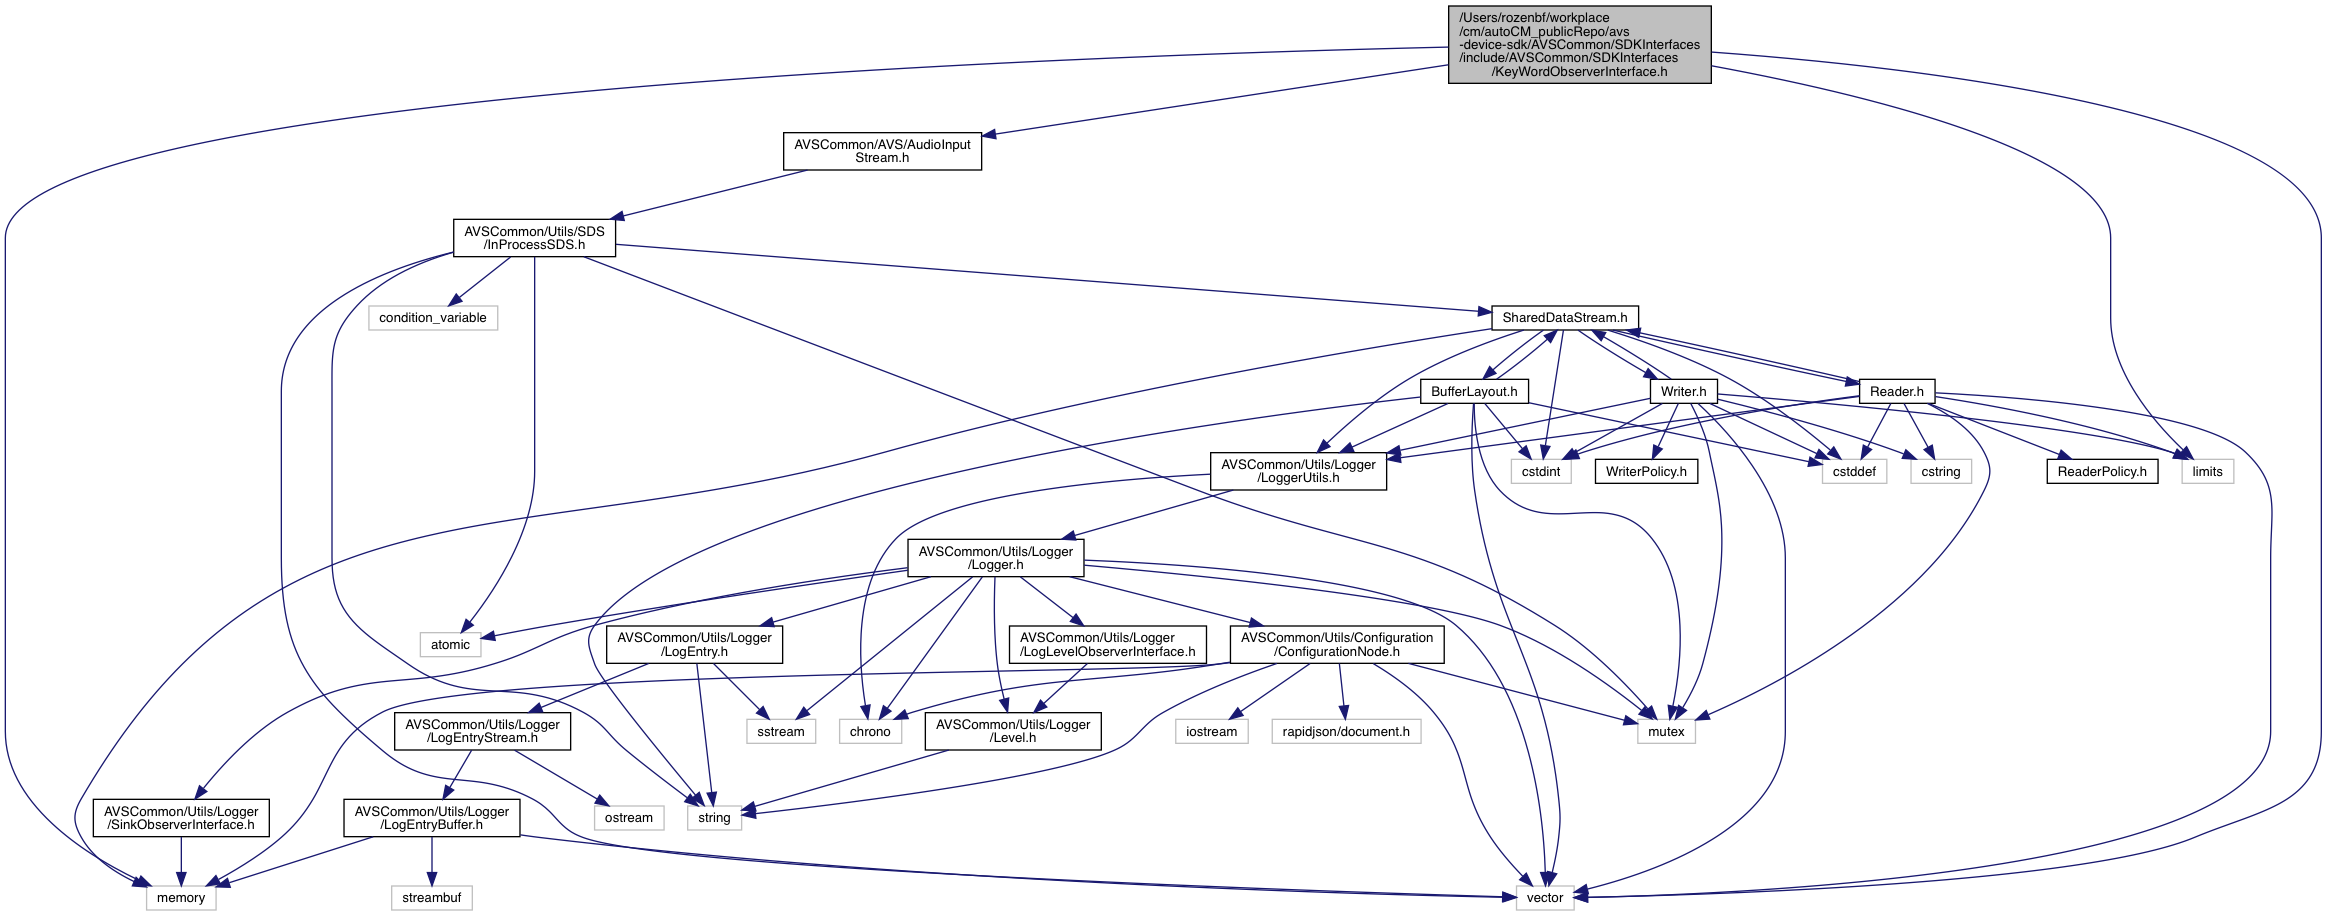 /Users/rozenbf/workplace
/cm/autoCM_publicRepo/avs
-device-sdk/AVSCommon/SDKInterfaces
/include/AVSCommon/SDKInterfaces
/KeyWordObserverInterface.h
AVSCommon/AVS/AudioInput
Stream.h
AVSCommon/Utils/SDS
/InProcessSDS.h
condition_variable
SharedDataStream.h
BufferLayout.h
Writer.h
Reader.h
AVSCommon/Utils/Logger
/LoggerUtils.h
cstdint
WriterPolicy.h
cstddef
cstring
ReaderPolicy.h
limits
AVSCommon/Utils/Logger
/Logger.h
atomic
AVSCommon/Utils/Logger
/LogEntry.h
AVSCommon/Utils/Logger
/LogLevelObserverInterface.h
AVSCommon/Utils/Configuration
/ConfigurationNode.h
AVSCommon/Utils/Logger
/LogEntryStream.h
sstream
chrono
AVSCommon/Utils/Logger
/Level.h
iostream
rapidjson/document.h
mutex
AVSCommon/Utils/Logger
/SinkObserverInterface.h
AVSCommon/Utils/Logger
/LogEntryBuffer.h
ostream
string
memory
streambuf
vector